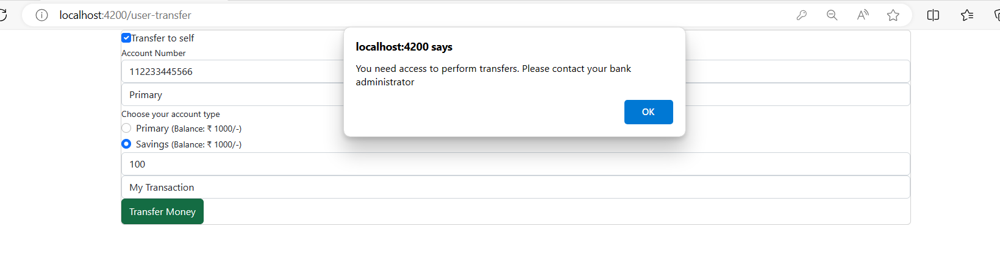 localhost:4200/user-transfer
Transfer to self
Account Number
112233445566
Primary
Choose your account type
Primary (Balance: ₹ 1000/-)
Savings (Balance: ₹ 1000/-)
100
My Transaction
Transfer Money
localhost:4200 says
You need access to perform transfers. Please contact your bank
administrator
OK